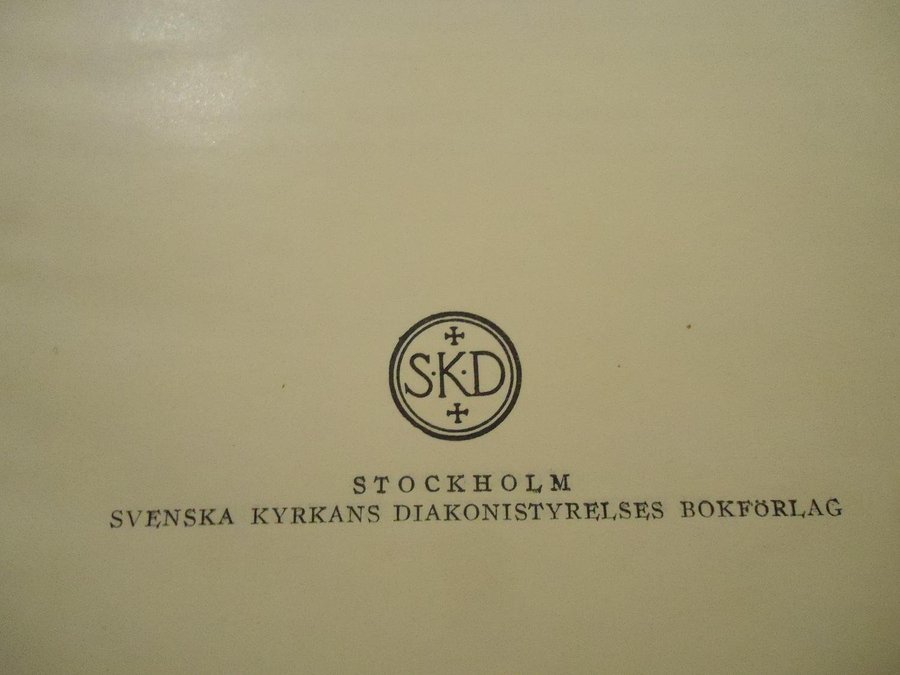 S·K·D
STOCKHOLM
SVENSKA KYRKANS DIAKONISTYRELSES BOKFÖRLAG